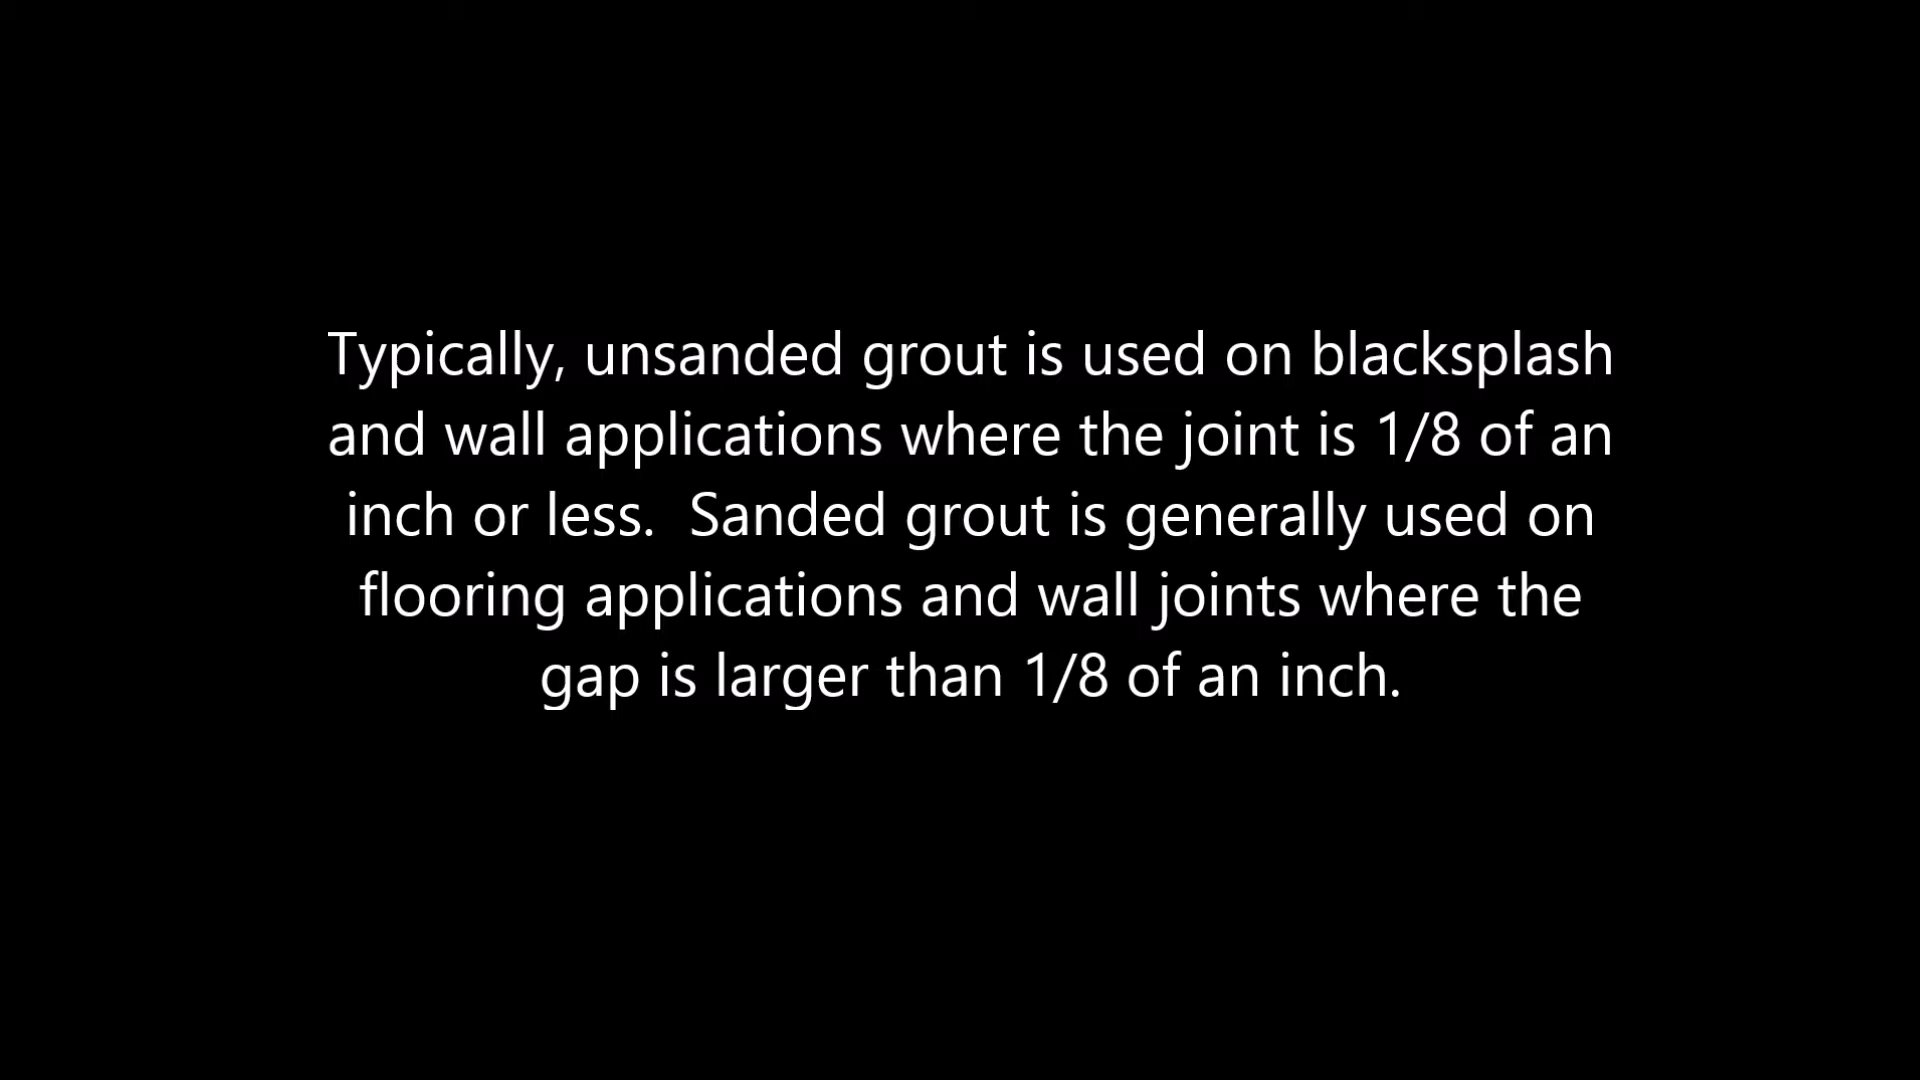 Typically, unsanded grout is used on blacksplash
and wall applications where the joint is 1/8 of an
inch or less.  Sanded grout is generally used on
flooring applications and wall joints where the
gap is larger than 1/8 of an inch.